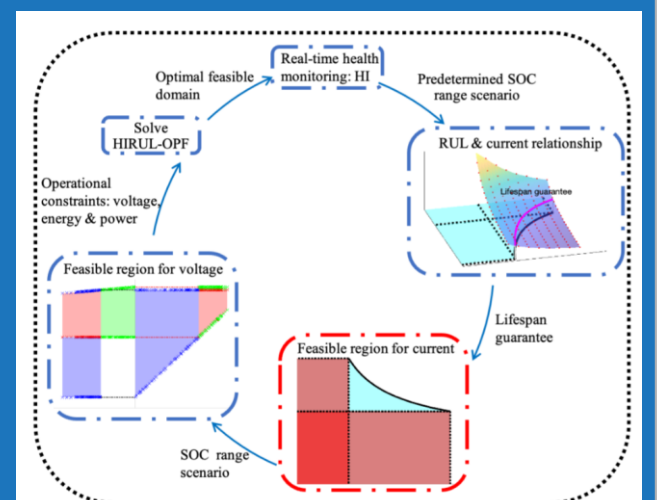 Real-time health
monitoring: HI
Predetermined SOC
range scenario
RUL & current relationship
Lifespan guarantee
Lifespan
guarantee
Feasible region for current
SOC range
scenario
Feasible region for voltage
Operational
constraints: voltage,
energy & power
Solve
HIRUL-OPF
Optimal feasible
domain